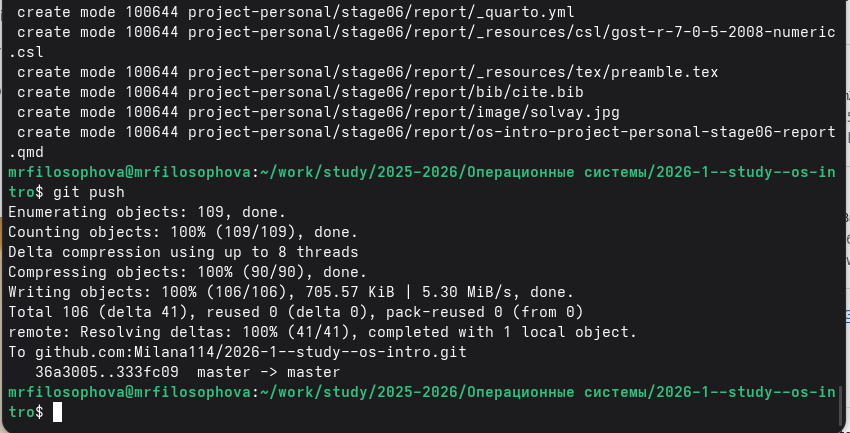 create mode 100644 project-personal/stage06/report/_quarto.yml
create mode 100644 project-personal/stage06/report/_resources/csl/gost-r-7-0-5-2008-numeric
.csl
create mode 100644 project-personal/stage06/report/_resources/tex/preamble.tex
create mode 100644 project-personal/stage06/report/bib/cite.bib
create mode 100644 project-personal/stage06/report/image/solvay.jpg
create mode 100644 project-personal/stage06/report/os-intro-project-personal-stage06-report
.qmd
mrfilosophova@mrfilosophova:~/work/study/2025-2026/Операционные системы/2026-1--study--os-in
tro$ git push
Enumerating objects: 109, done.
Counting objects: 100% (109/109), done.
Delta compression using up to 8 threads
Compressing objects: 100% (90/90), done.
Writing objects: 100% (106/106), 705.57 KiB | 5.30 MiB/s, done.
Total 106 (delta 41), reused 0 (delta 0), pack-reused 0 (from 0)
remote: Resolving deltas: 100% (41/41), completed with 1 local object.
To github.com:Milana114/2026-1--study--os-intro.git
   36a3005..333fc09  master -> master
mrfilosophova@mrfilosophova:~/work/study/2025-2026/Операционные системы/2026-1--study--os-in
tro$